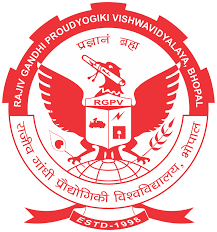 RAJIV GANDHI PROUDYOGIKI VISHWAVIDYALAYA, BHOPAL
प्रज्ञानं ब्रह्म
RGPV
राजीव गांधी प्रौद्योगिकी विश्वविद्यालय, भोपाल
ESTD-1998